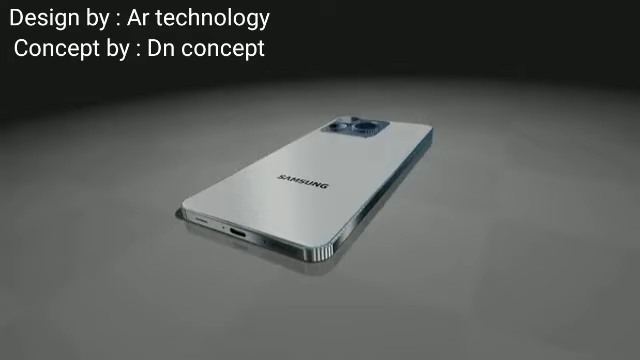 Design by : Ar technology
Concept by : Dn concept
SAMSUNG